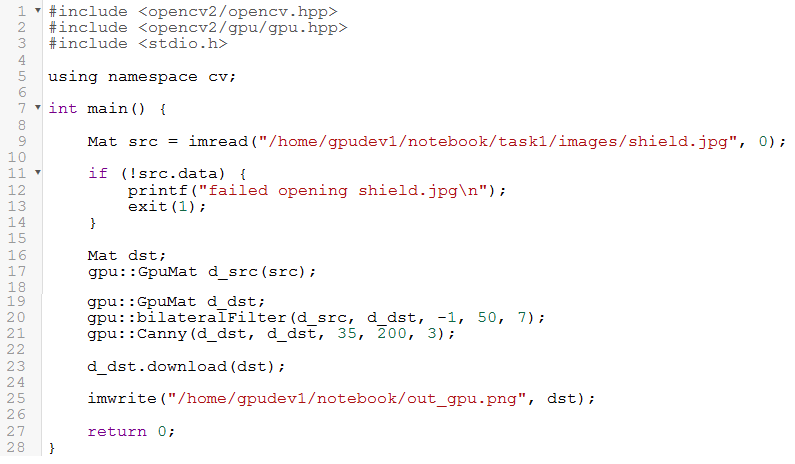 1 #include <opencv2/opencv.hpp>
2 #include <opencv2/gpu/gpu.hpp>
3 #include <stdio.h>
4
5 using namespace cv;
6
7 int main() {
8
9     Mat src = imread("/home/gpudev1/notebook/task1/images/shield.jpg", 0);
10
11     if (!src.data) {
12         printf("failed opening shield.jpg\n");
13         exit(1);
14     }
15
16     Mat dst;
17     gpu::GpuMat d_src(src);
18
19     gpu::GpuMat d_dst;
20     gpu::bilateralFilter(d_src, d_dst, -1, 50, 7);
21     gpu::Canny(d_dst, d_dst, 35, 200, 3);
22
23     d_dst.download(dst);
24
25     imwrite("/home/gpudev1/notebook/out_gpu.png", dst);
26
27     return 0;
28 }